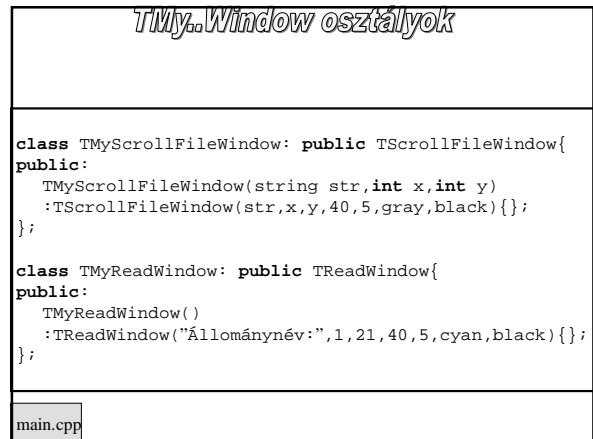 TMy..Window osztályok
class TMyScrollFileWindow: public TScrollFileWindow{
public:
TMyScrollFileWindow(string str,int x,int y)
:TScrollFileWindow(str,x,y,40,5,gray,black){};
};
class TMyReadWindow: public TReadWindow{
public:
TMyReadWindow()
:TReadWindow(”Állománynév:”,1,21,40,5,cyan,black){};
};
main.cpp